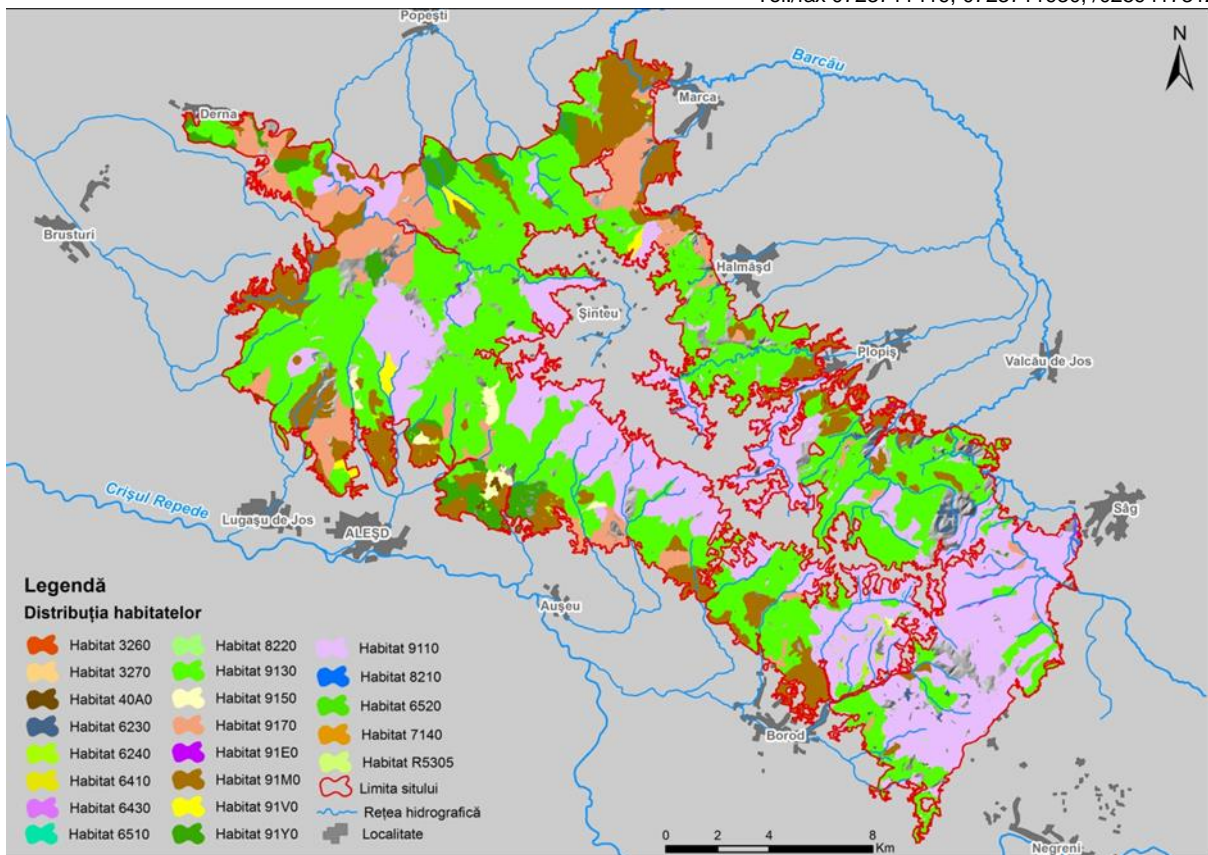 Popești
Barcău
N
Marca
Derna
Brusturi
Halmășd
Șinteu
Plopiș
Valcău de Jos
Crișul Repede
Lugașu de Jos
ALEȘD
Sâg
Aușeu
Borod
Negreni
Legendă
Distribuția habitatelor
Habitat 3260
Habitat 3270
Habitat 40A0
Habitat 6230
Habitat 6240
Habitat 6410
Habitat 6430
Habitat 6510
Habitat 8220
Habitat 9130
Habitat 9150
Habitat 9170
Habitat 91E0
Habitat 91M0
Habitat 91V0
Habitat 91Y0
Habitat 9110
Habitat 8210
Habitat 6520
Habitat 7140
Habitat R5305
Limita sitului
Rețea hidrografică
Localitate
0 2 4 8
Km